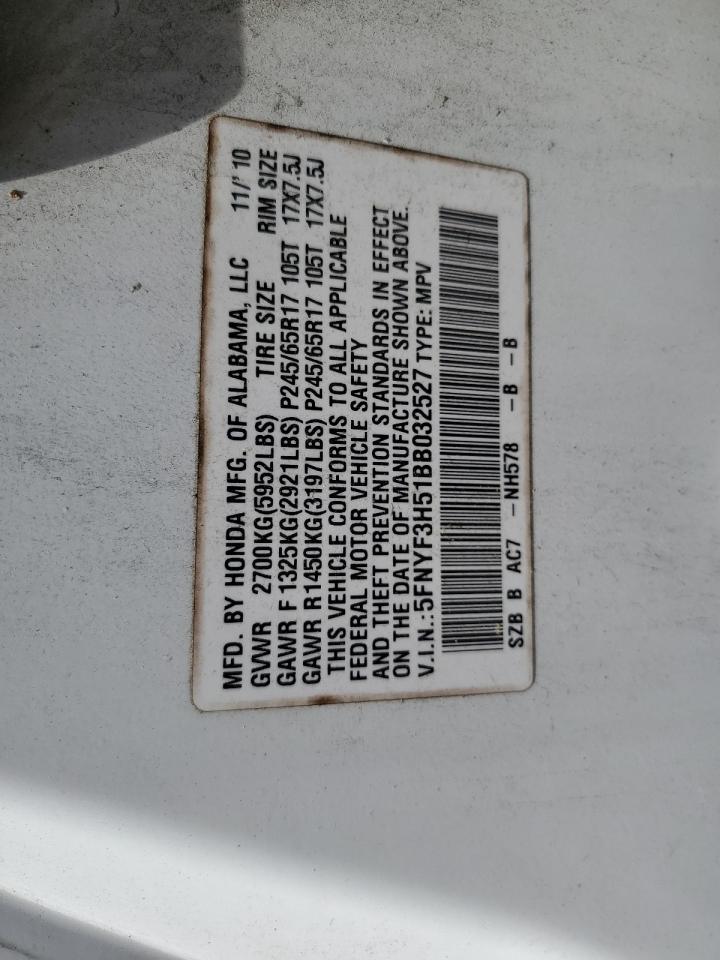 MFD. BY HONDA MFG. OF ALABAMA, LLC 11/'10
GVWR 2700KG(5952LBS) TIRE SIZE RIM SIZE
GAWR F 1325KG(2921LBS) P245/65R17 105T 17X7.5J
GAWR R 1450KG(3197LBS) P245/65R17 105T 17X7.5J
THIS VEHICLE CONFORMS TO ALL APPLICABLE
FEDERAL MOTOR VEHICLE SAFETY
AND THEFT PREVENTION STANDARDS IN EFFECT
ON THE DATE OF MANUFACTURE SHOWN ABOVE.
V.I.N.:5FNYF3H51BB032527 TYPE: MPV
SZB B AC7 –NH578 –B –B